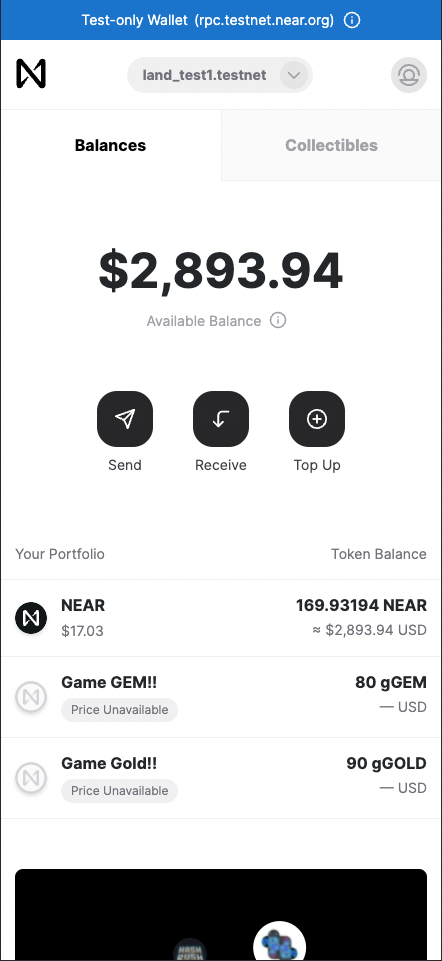 Test-only Wallet (rpc.testnet.near.org)
land_test1.testnet
Balances
Collectibles
$2,893.94
Available Balance
Send
Receive
Top Up
Your Portfolio
Token Balance
NEAR
169.93194 NEAR
$17.03
≈ $2,893.94 USD
Game GEM!!
80 gGEM
Price Unavailable
— USD
Game Gold!!
90 gGOLD
Price Unavailable
— USD
HASH
RUSH